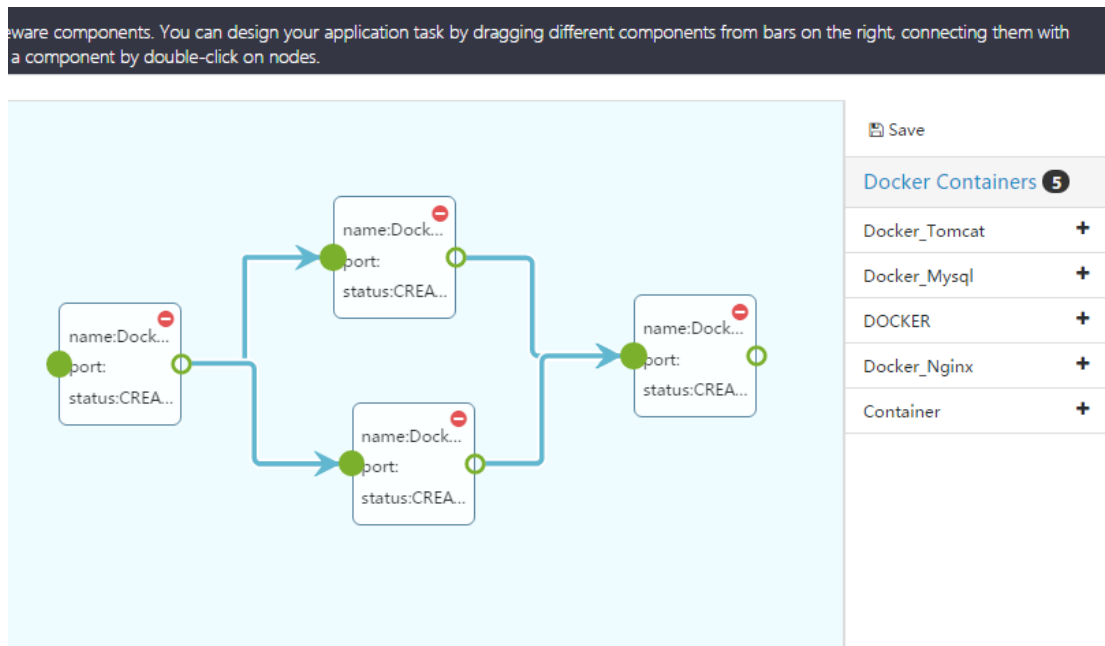 eware components. You can design your application task by dragging different components from bars on the right, connecting them with
a component by double-click on nodes.
Save
Docker Containers 5
Docker_Tomcat
Docker_Mysql
DOCKER
Docker_Nginx
Container
name:Dock...
port:
status:CREA...
name:Dock...
port:
status:CREA...
name:Dock...
port:
status:CREA...
name:Dock...
port:
status:CREA...